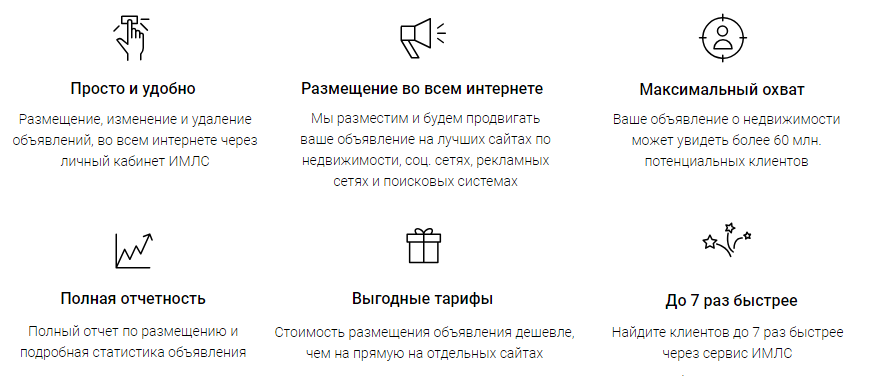 Просто и удобно
Размещение, изменение и удаление
объявлений, во всем интернете через
личный кабинет ИМЛС
Размещение во всем интернете
Мы разместим и будем продвигать
ваше объявление на лучших сайтах по
недвижимости, соц. сетях, рекламных
сетях и поисковых системах
Максимальный охват
Ваше объявление о недвижимости
может увидеть более 60 млн.
потенциальных клиентов
Полная отчетность
Полный отчет по размещению и
подробная статистика объявления
Выгодные тарифы
Стоимость размещения объявления дешевле,
чем на прямую на отдельных сайтах
До 7 раз быстрее
Найдите клиентов до 7 раз быстрее
через сервис ИМЛС